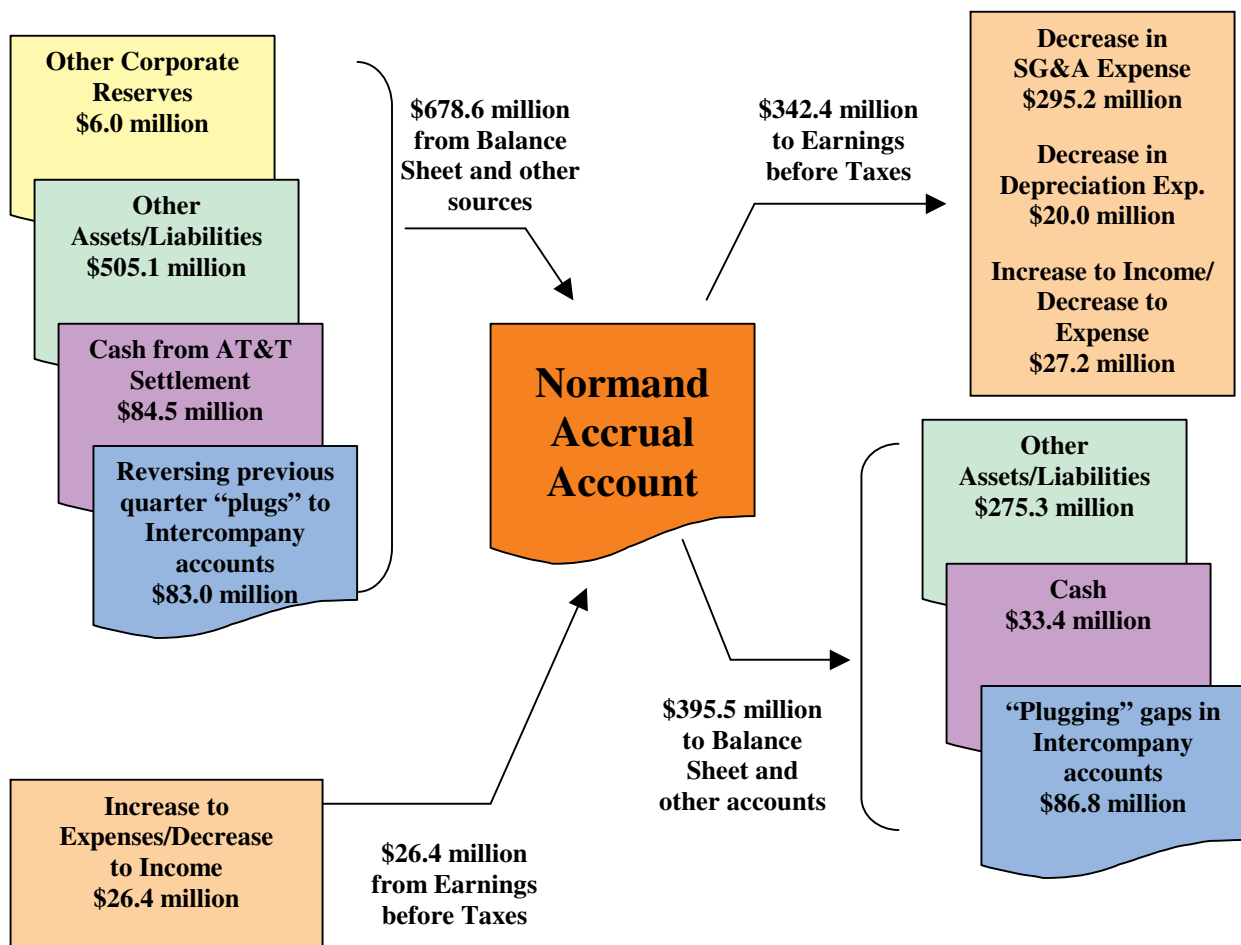 Other Corporate
Reserves
$6.0 million
Other
Assets/Liabilities
$505.1 million
Cash from AT&T
Settlement
$84.5 million
Reversing previous
quarter “plugs” to
Intercompany
accounts
$83.0 million
$678.6 million
from Balance
Sheet and other
sources
Increase to
Expenses/Decrease
to Income
$26.4 million
$26.4 million
from Earnings
before Taxes
Normand
Accrual
Account
$342.4 million
to Earnings
before Taxes
Decrease in
SG&A Expense
$295.2 million
Decrease in
Depreciation Exp.
$20.0 million
Increase to Income/
Decrease to
Expense
$27.2 million
$395.5 million
to Balance
Sheet and
other accounts
Other
Assets/Liabilities
$275.3 million
Cash
$33.4 million
“Plugging” gaps in
Intercompany
accounts
$86.8 million